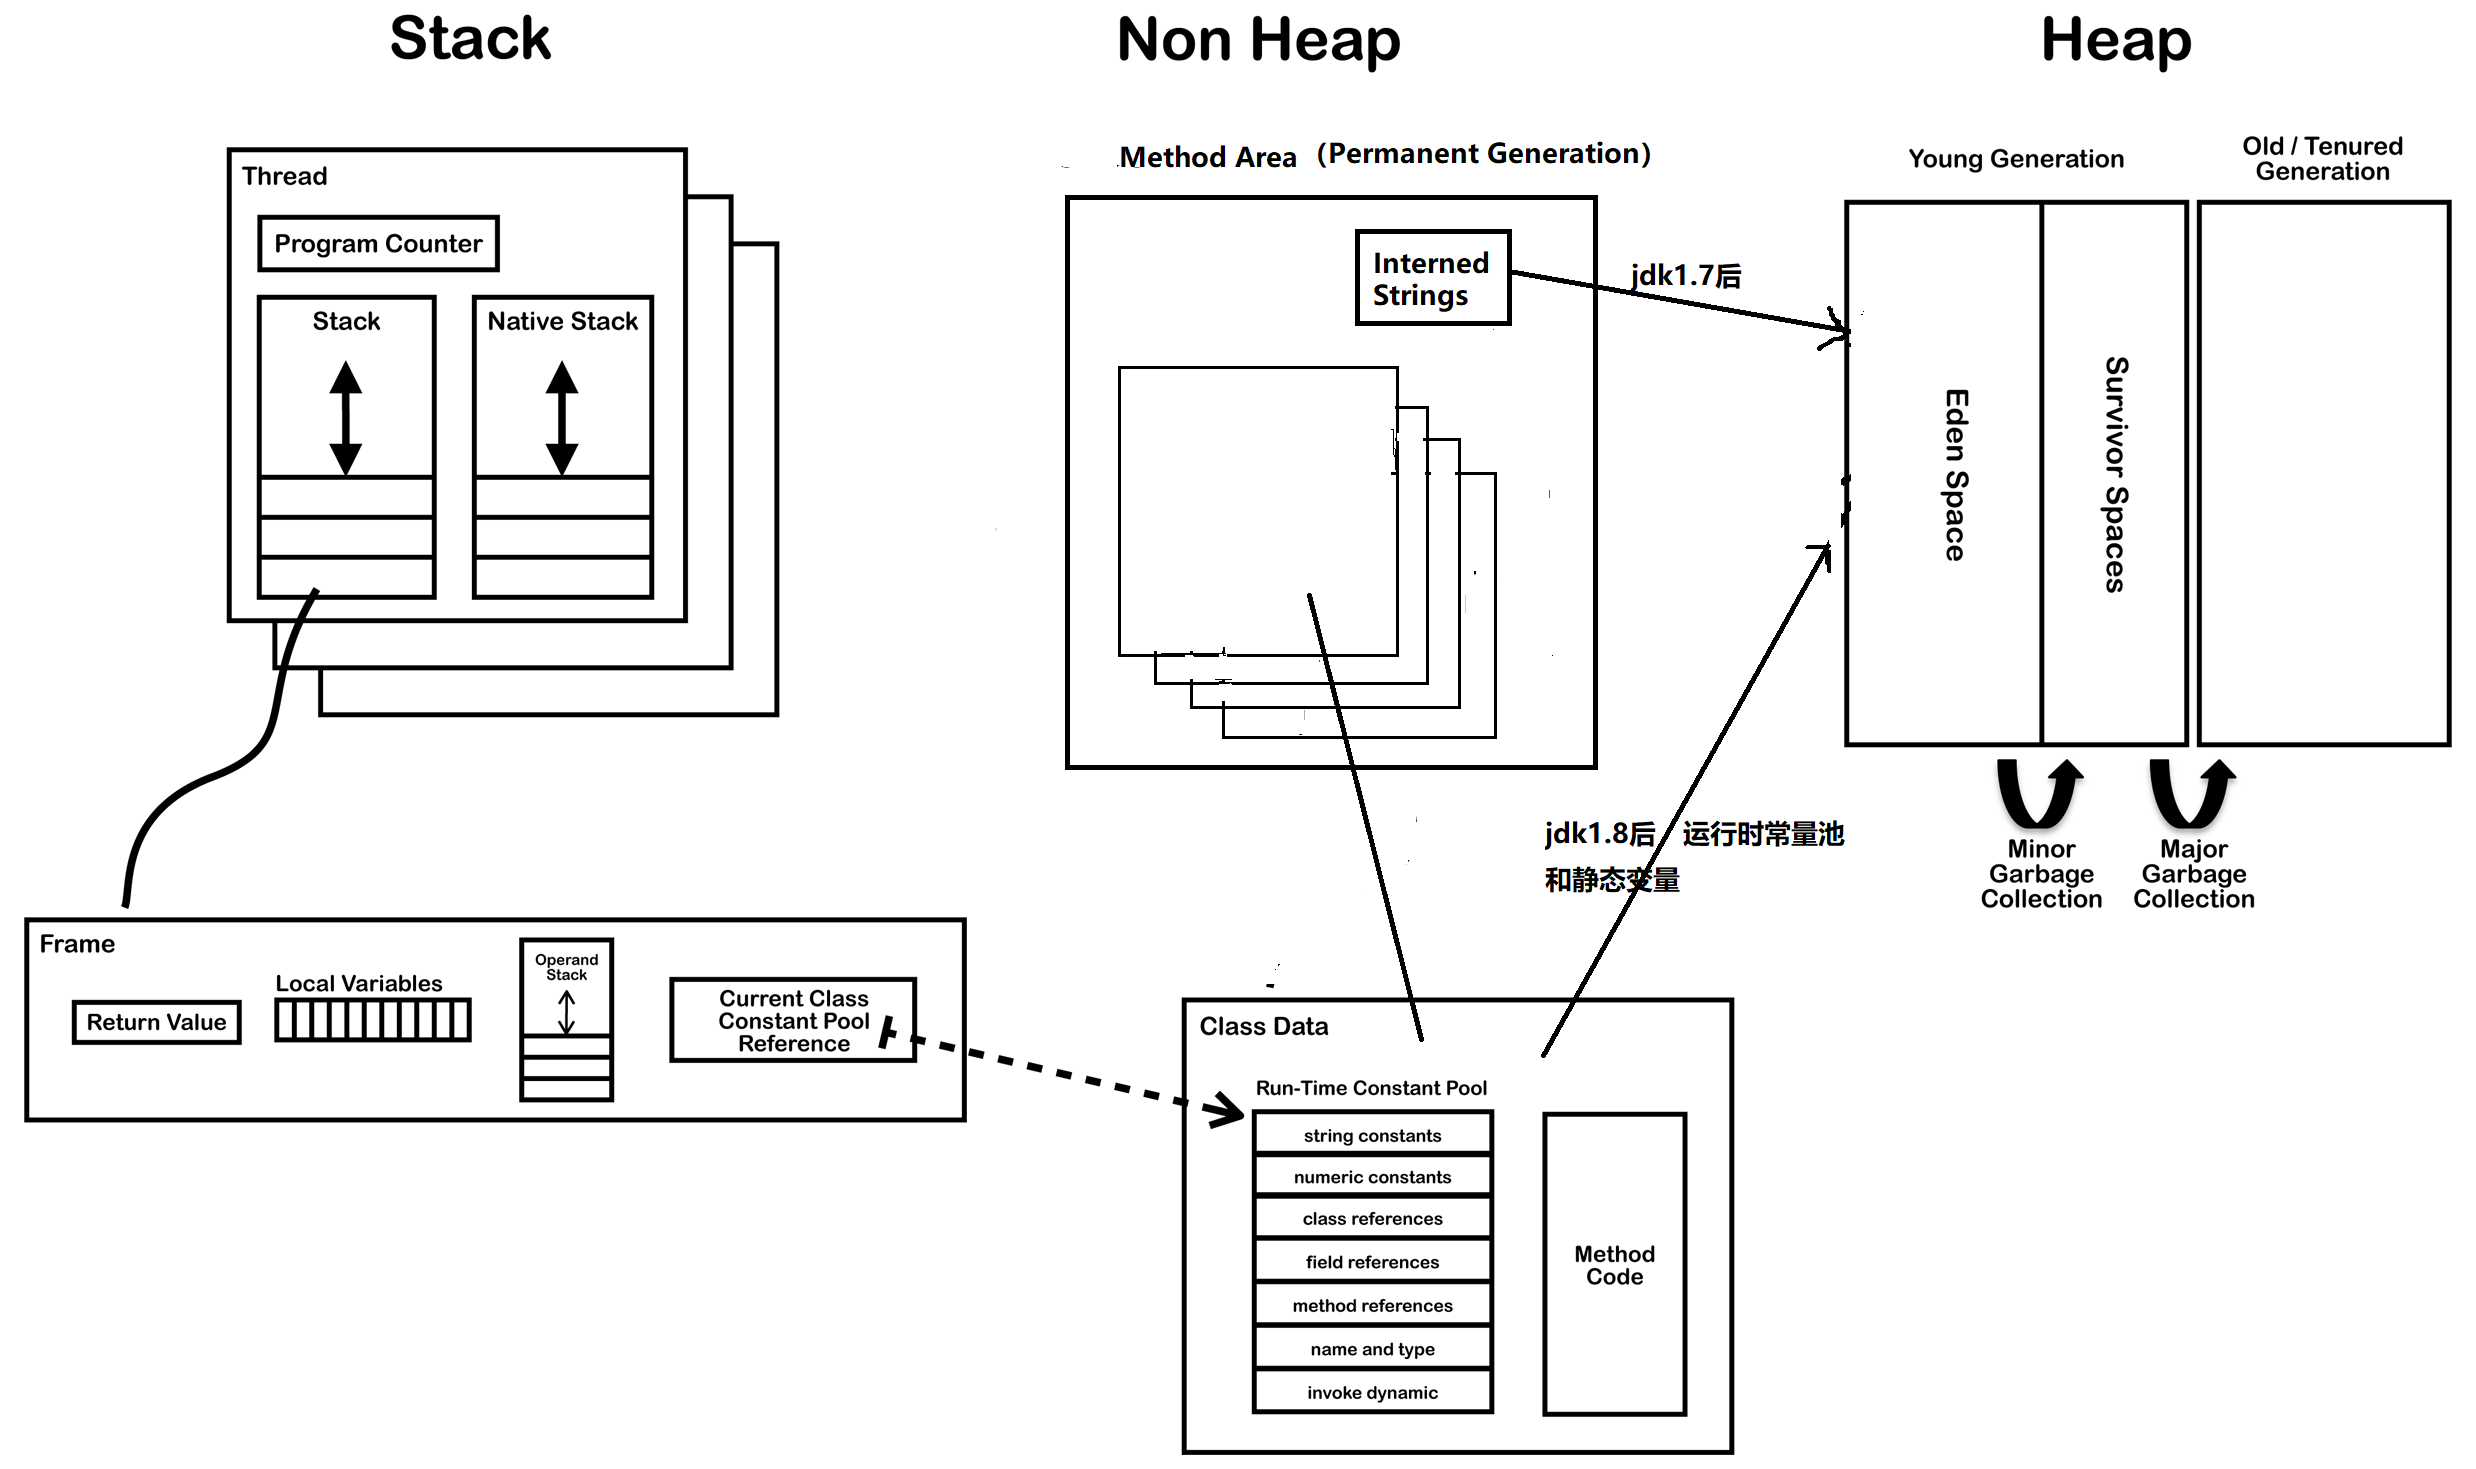 Stack
Non Heap
Heap
Thread
Program Counter
Stack
Native Stack
Method Area（Permanent Generation）
Interned
Strings
jdk1.7后
Young Generation
Old / Tenured
Generation
Eden Space
Survivor Spaces
Minor
Garbage
Collection
Major
Garbage
Collection
jdk1.8后 运行时常量池
和静态变量
Frame
Return Value
Local Variables
Operand
Stack
Current Class
Constant Pool
Reference
Class Data
Run-Time Constant Pool
string constants
numeric constants
class references
field references
method references
name and type
invoke dynamic
Method
Code